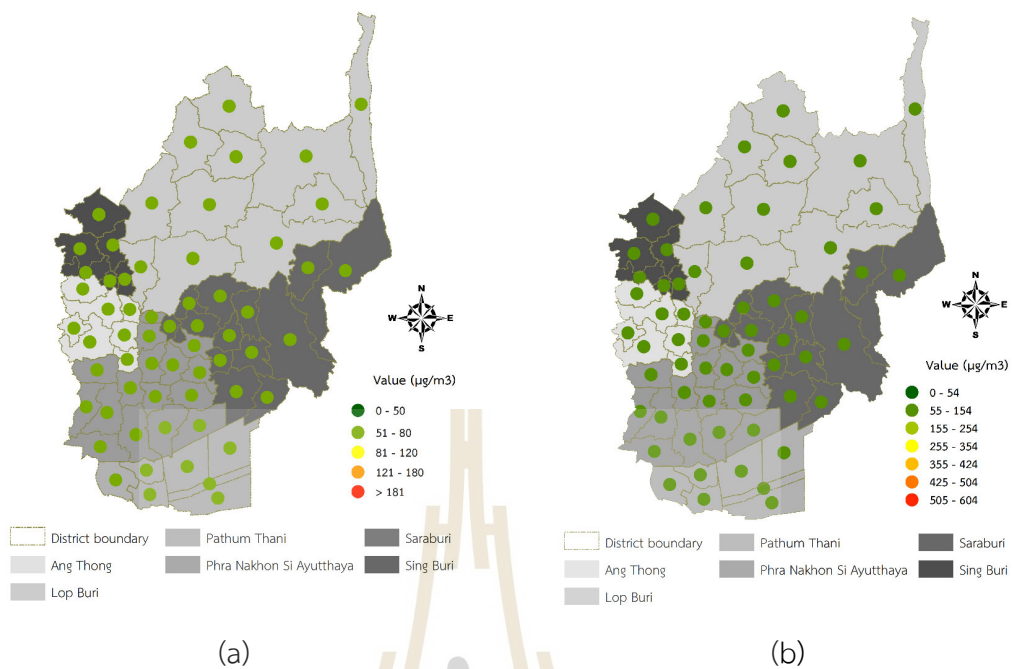 N
W E
S
Value (µg/m3)
0 - 50
51 - 80
81 - 120
121 - 180
> 181
District boundary
Pathum Thani
Saraburi
Ang Thong
Phra Nakhon Si Ayutthaya
Sing Buri
Lop Buri
(a)
N
W E
S
Value (µg/m3)
0 - 54
55 - 154
155 - 254
255 - 354
355 - 424
425 - 504
505 - 604
District boundary
Pathum Thani
Saraburi
Ang Thong
Phra Nakhon Si Ayutthaya
Sing Buri
Lop Buri
(b)